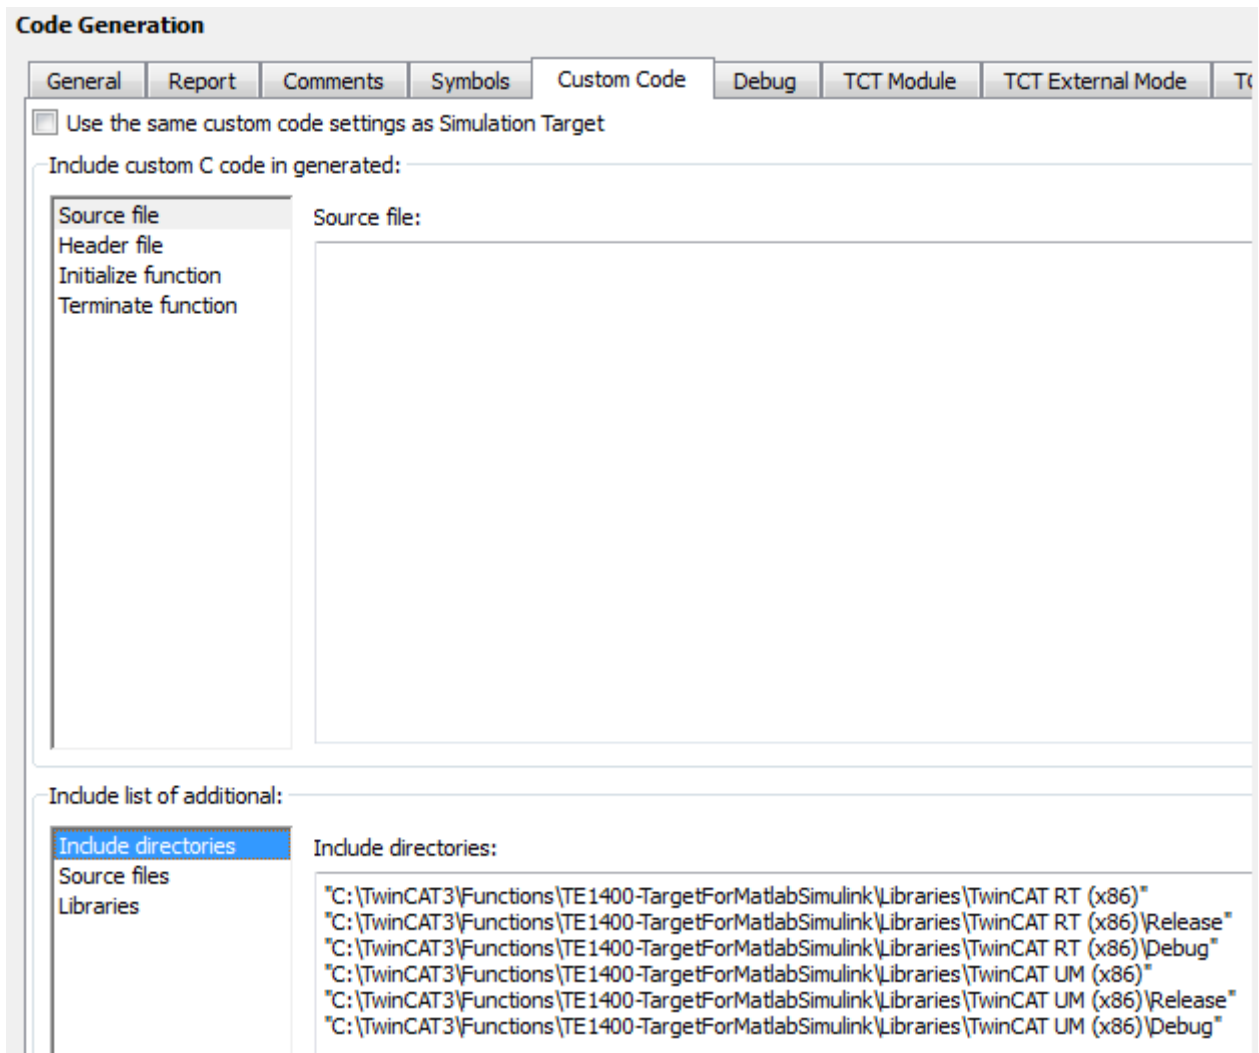 Code Generation
General Report Comments Symbols Custom Code Debug TCT Module TCT External Mode
Use the same custom code settings as Simulation Target
Include custom C code in generated:
Source file
Header file
Initialize function
Terminate function
Source file:
Include list of additional:
Include directories
Source files
Libraries
Include directories:
"C:\TwinCAT3\Functions\TE1400-TargetForMatlabSimulink\Libraries\TwinCAT RT (x86)"
"C:\TwinCAT3\Functions\TE1400-TargetForMatlabSimulink\Libraries\TwinCAT RT (x86)\Release"
"C:\TwinCAT3\Functions\TE1400-TargetForMatlabSimulink\Libraries\TwinCAT RT (x86)\Debug"
"C:\TwinCAT3\Functions\TE1400-TargetForMatlabSimulink\Libraries\TwinCAT UM (x86)"
"C:\TwinCAT3\Functions\TE1400-TargetForMatlabSimulink\Libraries\TwinCAT UM (x86)\Release"
"C:\TwinCAT3\Functions\TE1400-TargetForMatlabSimulink\Libraries\TwinCAT UM (x86)\Debug"